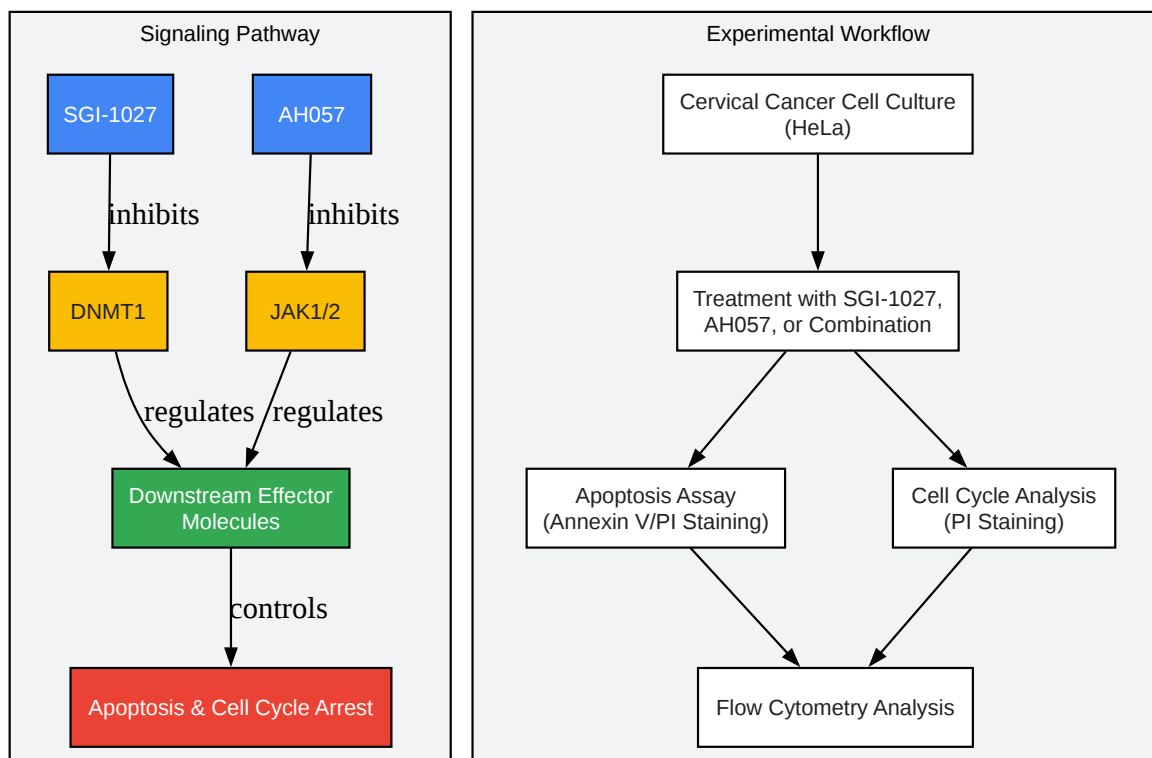 Signaling Pathway
SGI-1027
AH057
inhibits
inhibits
DNMT1
JAK1/2
regulates
regulates
Downstream Effector
Molecules
controls
Apoptosis & Cell Cycle Arrest
Experimental Workflow
Cervical Cancer Cell Culture
(HeLa)
Treatment with SGI-1027,
AH057, or Combination
Apoptosis Assay
(Annexin V/PI Staining)
Cell Cycle Analysis
(PI Staining)
Flow Cytometry Analysis